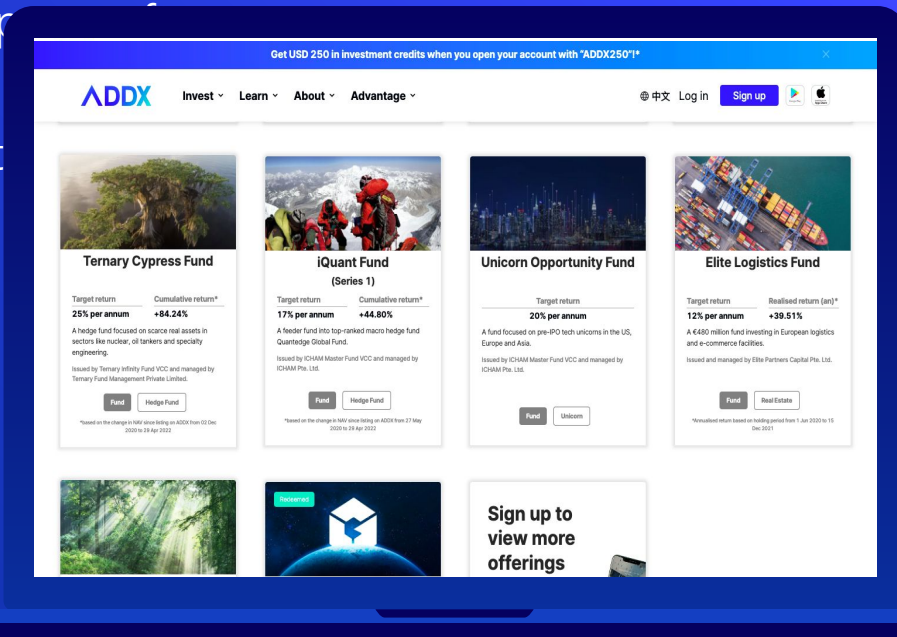 Get USD 250 in investment credits when you open your account with "ADDX250"!*
ADDX
Invest
Learn
About
Advantage
中文
Log in
Sign up
Ternary Cypress Fund
Target return
Cumulative return*
25% per annum
+84.24%
A hedge fund focused on scarce real assets in
sectors like nuclear, oil tankers and specialty
engineering.
Issued by Ternary Infinity Fund VCC and managed by
Ternary Fund Management Private Limited.
Fund
Hedge Fund
*based on the change in NAV since listing on ADDX from 02 Dec
2020 to 29 Apr 2022
iQuant Fund
(Series 1)
Target return
Cumulative return*
17% per annum
+44.80%
A feeder fund into top-ranked macro hedge fund
Quantedge Global Fund.
Issued by ICHAM Master Fund VCC and managed by
ICHAM Pte. Ltd.
Fund
Hedge Fund
*based on the change in NAV since listing on ADDX from 27 May
2020 to 29 Apr 2022
Unicorn Opportunity Fund
Target return
20% per annum
A fund focused on pre-IPO tech unicorns in the US,
Europe and Asia.
Issued by ICHAM Master Fund VCC and managed by
ICHAM Pte. Ltd.
Fund
Unicorn
Elite Logistics Fund
Target return
Realised return (an)*
12% per annum
+39.51%
A €480 million fund investing in European logistics
and e-commerce facilities.
Issued and managed by Elite Partners Capital Pte. Ltd.
Fund
Real Estate
*Annualised return based on holding period from 1 Jun 2020 to 15
Dec 2021
Redeemed
Sign up to
view more
offerings